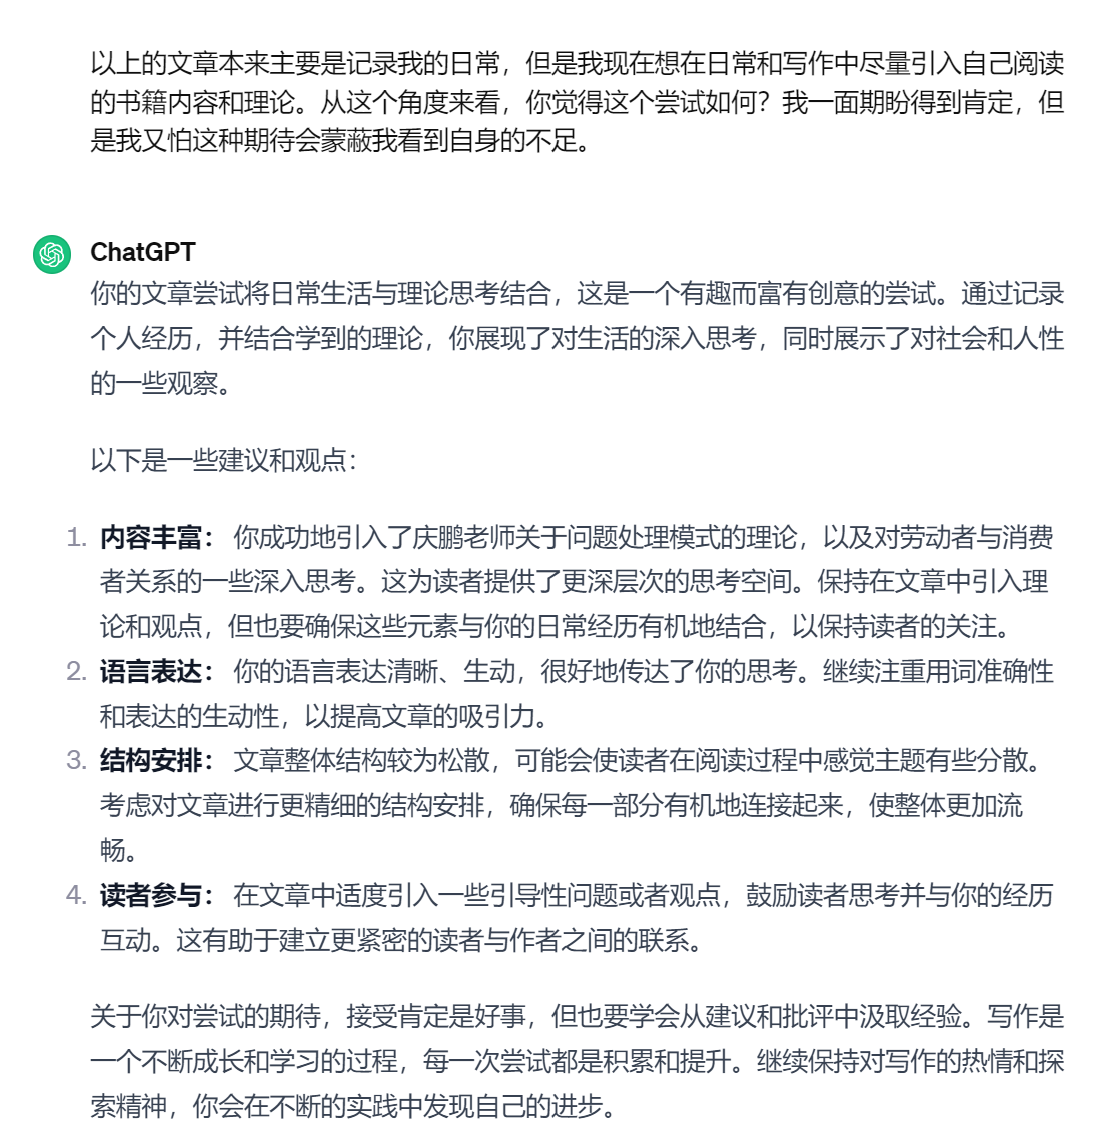 以上的文章本来主要是记录我的日常，但是我现在想在日常和写作中尽量引入自己阅读
的书籍内容和理论。从这个角度来看，你觉得这个尝试如何？我一面期盼得到肯定，但
是我又怕这种期待会蒙蔽我看到自身的不足。
ChatGPT
你的文章尝试将日常生活与理论思考结合，这是一个有趣而富有创意的尝试。通过记录
个人经历，并结合学到的理论，你展现了对生活的深入思考，同时展示了对社会和人性
的一些观察。
以下是一些建议和观点：
1. 内容丰富： 你成功地引入了庆鹏老师关于问题处理模式的理论，以及对劳动者与消费
者关系的一些深入思考。这为读者提供了更深层次的思考空间。保持在文章中引入理
论和观点，但也要确保这些元素与你的日常经历有机地结合，以保持读者的关注。
2. 语言表达： 你的语言表达清晰、生动，很好地传达了你的思考。继续注重用词准确性
和表达的生动性，以提高文章的吸引力。
3. 结构安排： 文章整体结构较为松散，可能会使读者在阅读过程中感觉主题有些分散。
考虑对文章进行更精细的结构安排，确保每一部分有机地连接起来，使整体更加流
畅。
4. 读者参与： 在文章中适度引入一些引导性问题或者观点，鼓励读者思考并与你的经历
互动。这有助于建立更紧密的读者与作者之间的联系。
关于你对尝试的期待，接受肯定是好事，但也要学会从建议和批评中汲取经验。写作是
一个不断成长和学习的过程，每一次尝试都是积累和提升。继续保持对写作的热情和探
索精神，你会在不断的实践中发现自己的进步。